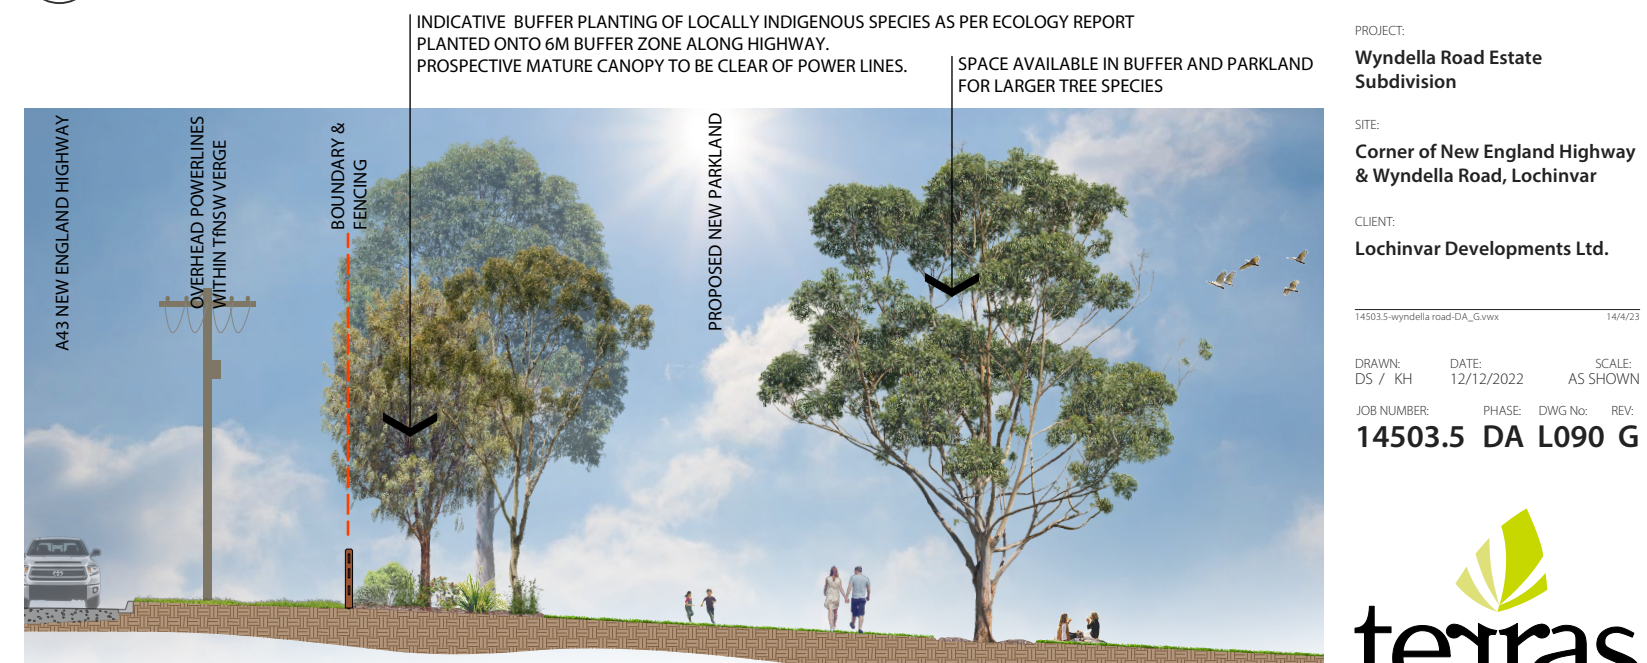 INDICATIVE BUFFER PLANTING OF LOCALLY INDIGENOUS SPECIES AS PER ECOLOGY REPORT
PLANTED ONTO 6M BUFFER ZONE ALONG HIGHWAY.
PROSPECTIVE MATURE CANOPY TO BE CLEAR OF POWER LINES.
SPACE AVAILABLE IN BUFFER AND PARKLAND
FOR LARGER TREE SPECIES
A43 NEW ENGLAND HIGHWAY
OVERHEAD POWERLINES
WITHIN TfNSW VERGE
BOUNDARY &
FENCING
PROPOSED NEW PARKLAND
PROJECT:
Wyndella Road Estate
Subdivision
SITE:
Corner of New England Highway
& Wyndella Road, Lochinvar
CLIENT:
Lochinvar Developments Ltd.
14503.5-wyndella road-DA_G.vwx 14/4/23
DRAWN: DATE: SCALE:
DS / KH 12/12/2022 AS SHOWN
JOB NUMBER: PHASE: DWG No: REV:
14503.5 DA L090 G
terras